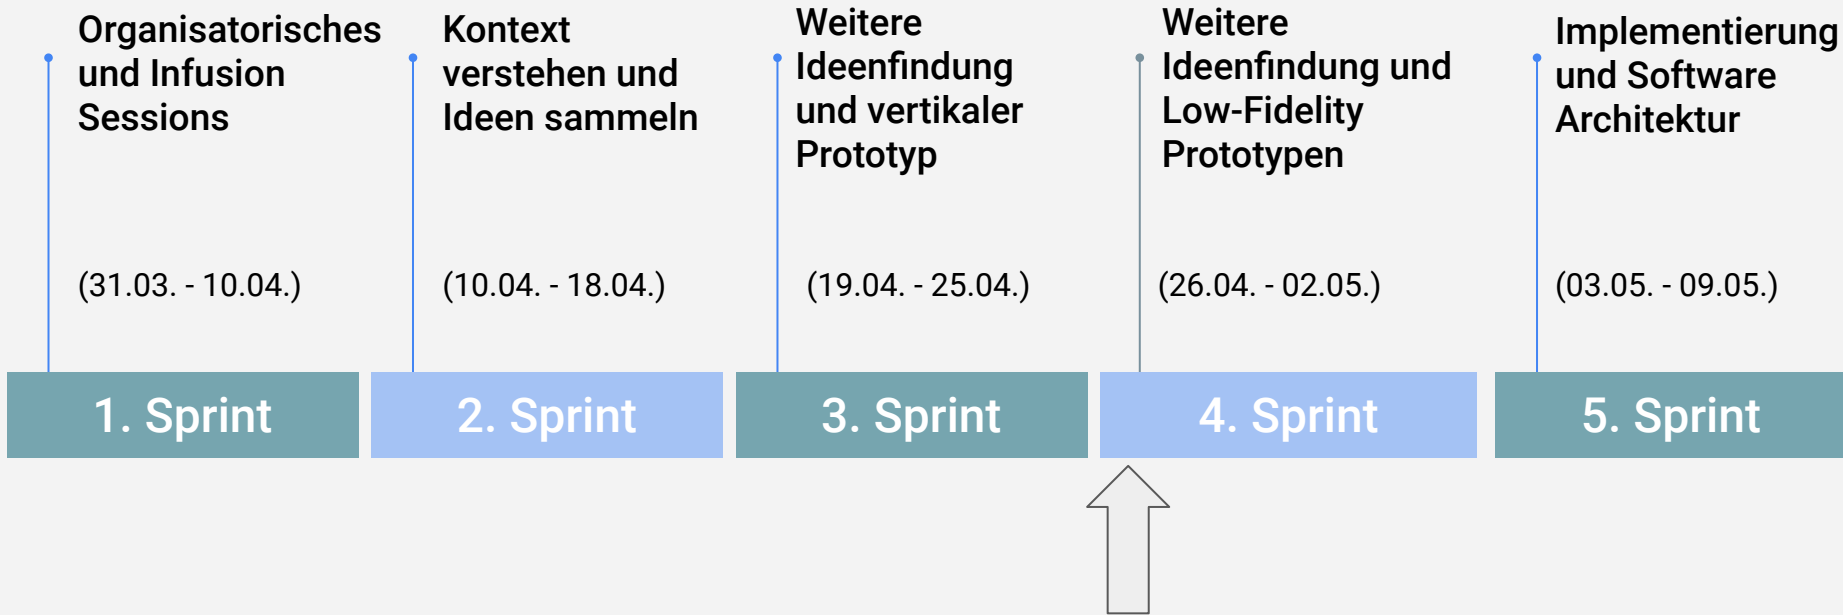 Organisatorisches
und Infusion
Sessions
(31.03. - 10.04.)
1. Sprint
Kontext
verstehen und
Ideen sammeln
(10.04. - 18.04.)
2. Sprint
Weitere
Ideenfindung
und vertikaler
Prototyp
(19.04. - 25.04.)
3. Sprint
Weitere
Ideenfindung und
Low-Fidelity
Prototypen
(26.04. - 02.05.)
4. Sprint
Implementierung
und Software
Architektur
(03.05. - 09.05.)
5. Sprint